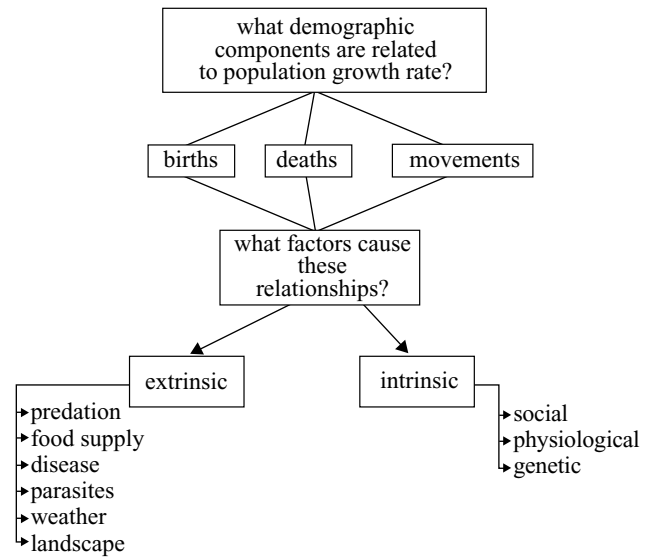 what demographic
components are related
to population growth rate?
births
deaths
movements
what factors cause
these
relationships?
extrinsic
intrinsic
predation
food supply
disease
parasites
weather
landscape
social
physiological
genetic